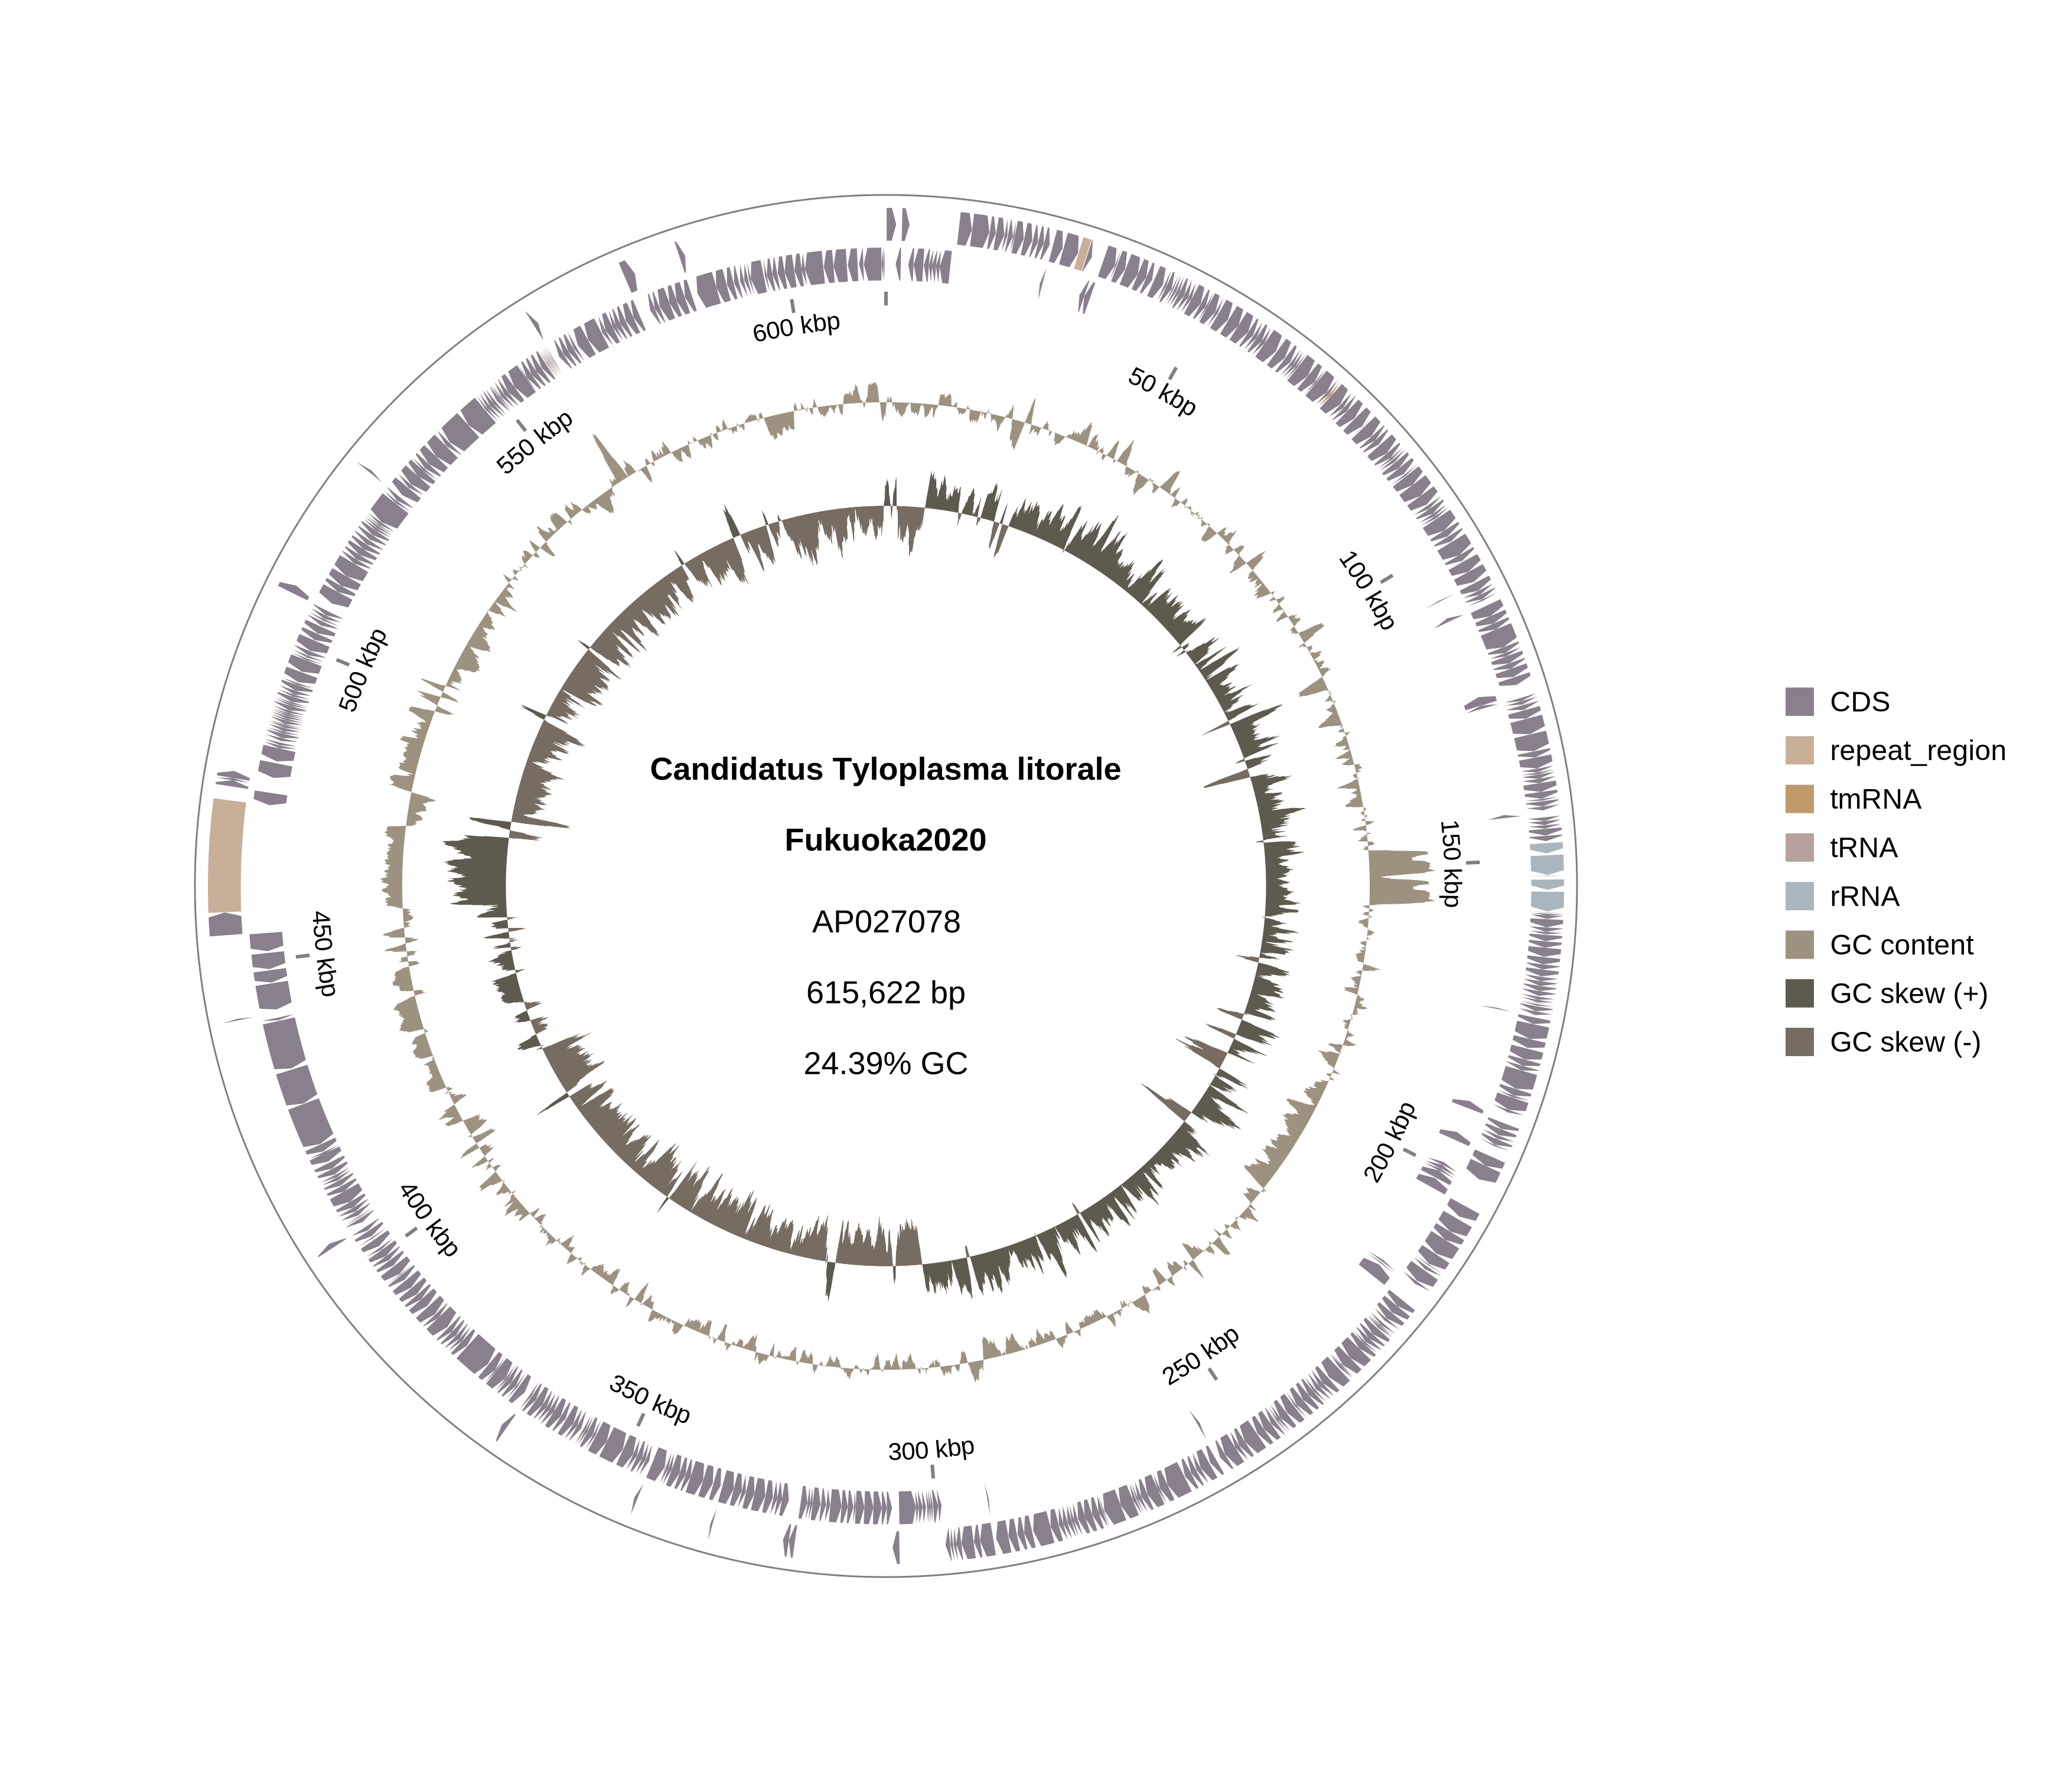 600 kbp
50 kbp
550 kbp
100 kbp
500 kbp
150 kbp
450 kbp
200 kbp
400 kbp
250 kbp
350 kbp
300 kbp
Candidatus Tyloplasma litorale
Fukuoka2020
AP027078
615,622 bp
24.39% GC
CDS
repeat_region
tmRNA
tRNA
rRNA
GC content
GC skew (+)
GC skew (-)